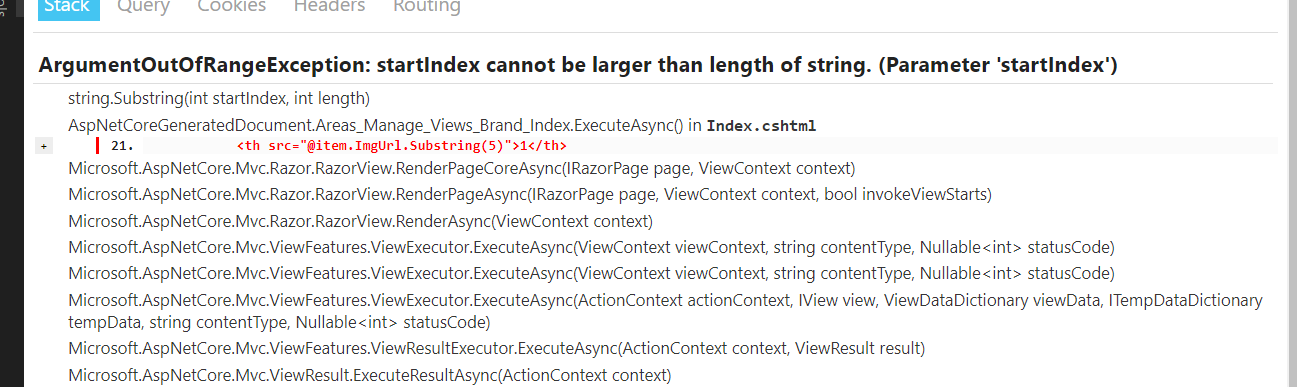 Stack Query Cookies Headers Routing
ArgumentOutOfRangeException: startIndex cannot be larger than length of string. (Parameter 'startIndex')
string.Substring(int startIndex, int length)
AspNetCoreGeneratedDocument.Areas_Manage_Views_Brand_Index.ExecuteAsync() in Index.cshtml
+ 21. <th src="@item.ImgUrl.Substring(5)">1</th>
Microsoft.AspNetCore.Mvc.Razor.RazorView.RenderPageCoreAsync(IRazorPage page, ViewContext context)
Microsoft.AspNetCore.Mvc.Razor.RazorView.RenderPageAsync(IRazorPage page, ViewContext context, bool invokeViewStarts)
Microsoft.AspNetCore.Mvc.Razor.RazorView.RenderAsync(ViewContext context)
Microsoft.AspNetCore.Mvc.ViewFeatures.ViewExecutor.ExecuteAsync(ViewContext viewContext, string contentType, Nullable<int> statusCode)
Microsoft.AspNetCore.Mvc.ViewFeatures.ViewExecutor.ExecuteAsync(ViewContext viewContext, string contentType, Nullable<int> statusCode)
Microsoft.AspNetCore.Mvc.ViewFeatures.ViewExecutor.ExecuteAsync(ActionContext actionContext, IView view, ViewDataDictionary viewData, ITempDataDictionary
tempData, string contentType, Nullable<int> statusCode)
Microsoft.AspNetCore.Mvc.ViewFeatures.ViewResultExecutor.ExecuteAsync(ActionContext context, ViewResult result)
Microsoft.AspNetCore.Mvc.ViewResult.ExecuteResultAsync(ActionContext context)